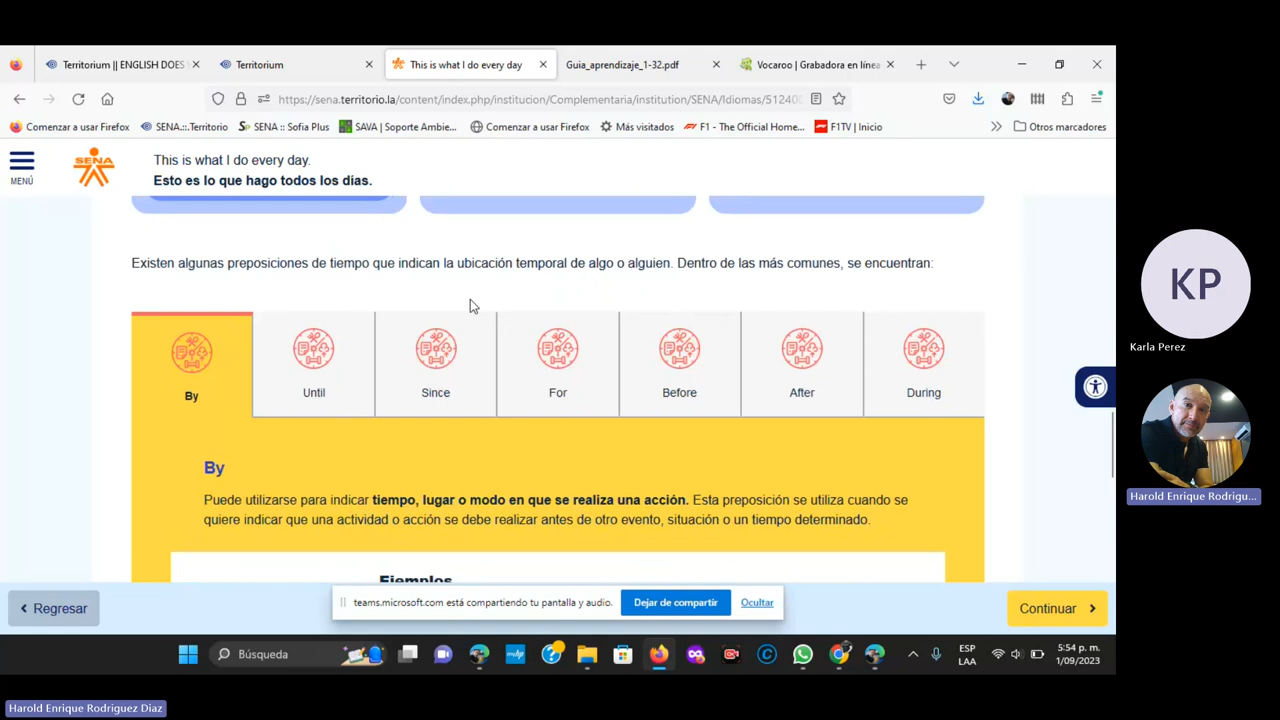 Territorium || ENGLISH DOES
Territorium
This is what I do every day
Guia_aprendizaje_1-32.pdf
Vocaroo | Grabadora en línea
https://sena.territorio.la/content/index.php/institucion/Complementaria/institution/SENA/Idiomas/512400
Comenzar a usar Firefox
SENA.::.Territorio
SENA :: Sofia Plus
SAVA | Soporte Ambie...
Comenzar a usar Firefox
Más visitados
F1 - The Official Home...
F1TV | Inicio
Otros marcadores
MENÚ
SENA
This is what I do every day.
Esto es lo que hago todos los días.
Existen algunas preposiciones de tiempo que indican la ubicación temporal de algo o alguien. Dentro de las más comunes, se encuentran:
By
Until
Since
For
Before
After
During
By
Puede utilizarse para indicar tiempo, lugar o modo en que se realiza una acción. Esta preposición se utiliza cuando se
quiere indicar que una actividad o acción se debe realizar antes de otro evento, situación o un tiempo determinado.
Ejemplos
Regresar
teams.microsoft.com está compartiendo tu pantalla y audio.
Dejar de compartir
Ocultar
Continuar
Búsqueda
ESP
LAA
5:54 p. m.
1/09/2023
KP
Karla Perez
Harold Enrique Rodrigu...
Harold Enrique Rodriguez Diaz